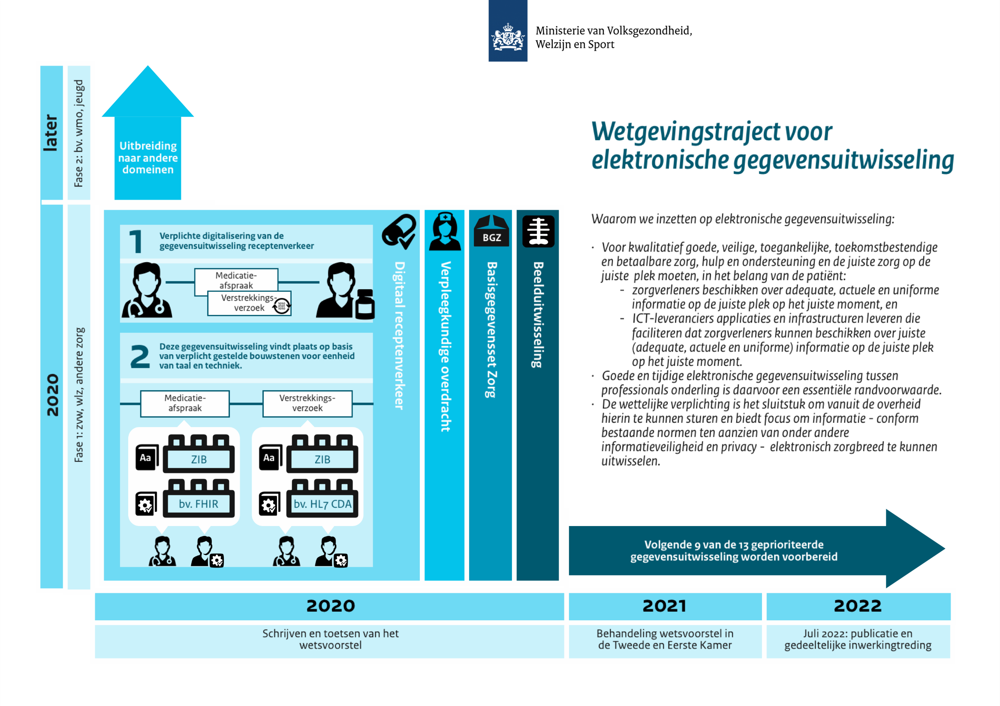 Ministerie van Volksgezondheid,
Welzijn en Sport
later
Fase 2: bv. wmo, jeugd
Uitbreiding
naar andere
domeinen
Wetgevingstraject voor
elektronische gegevensuitwisseling
2020
Fase 1: zvw, wlz, andere zorg
1
Verplichte digitalisering van de
gegevensuitwisseling receptenverkeer
Medicatie-
afspraak
Verstrekkings-
verzoek
1010
0101
1010
2
Deze gegevensuitwisseling vindt plaats op basis
van verplicht gestelde bouwstenen voor eenheid
van taal en techniek.
Medicatie-
afspraak
Verstrekkings-
verzoek
Aa
ZIB
Aa
ZIB
bv. FHIR
bv. HL7 CDA
Digitaal receptenverkeer
Verpleegkundige overdracht
BGZ
Basisgegevensset Zorg
Beelduitwisseling
Waarom we inzetten op elektronische gegevensuitwisseling:
· Voor kwalitatief goede, veilige, toegankelijke, toekomstbestendige
en betaalbare zorg, hulp en ondersteuning en de juiste zorg op de
juiste plek moeten, in het belang van de patiënt:
- zorgverleners beschikken over adequate, actuele en uniforme
informatie op de juiste plek op het juiste moment, en
- ICT-leveranciers applicaties en infrastructuren leveren die
faciliteren dat zorgverleners kunnen beschikken over juiste
(adequate, actuele en uniforme) informatie op de juiste plek
op het juiste moment.
· Goede en tijdige elektronische gegevensuitwisseling tussen
professionals onderling is daarvoor een essentiële randvoorwaarde.
· De wettelijke verplichting is het sluitstuk om vanuit de overheid
hierin te kunnen sturen en biedt focus om informatie - conform
bestaande normen ten aanzien van onder andere
informatieveiligheid en privacy - elektronisch zorgbreed te kunnen
uitwisselen.
Volgende 9 van de 13 geprioriteerde
gegevensuitwisseling worden voorbereid
2020
Schrijven en toetsen van het
wetsvoorstel
2021
Behandeling wetsvoorstel in
de Tweede en Eerste Kamer
2022
Juli 2022: publicatie en
gedeeltelijke inwerkingtreding